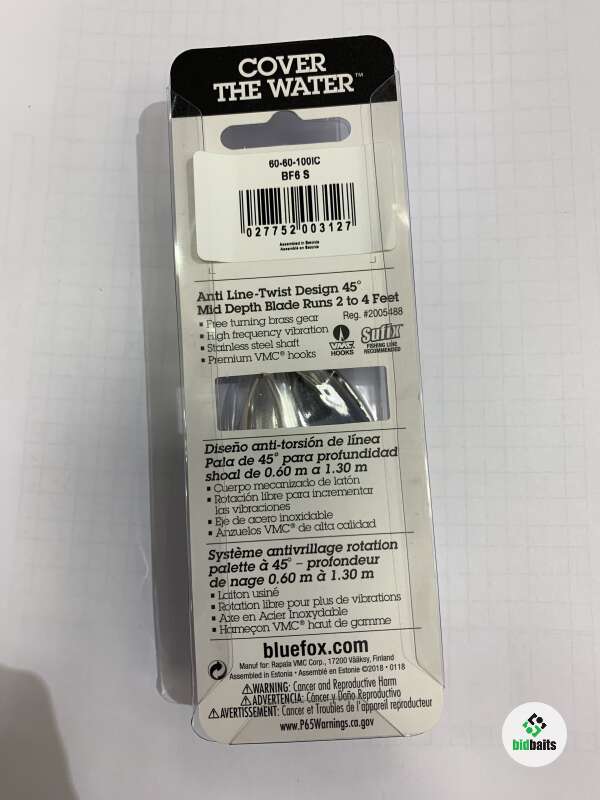 COVER
THE WATER™
60-60-100IC
BF6 S
027752 003127
Assembled in Estonia
Assemblé en Estonie
Anti Line-Twist Design 45°
Mid Depth Blade Runs 2 to 4 Feet
▪ Free turning brass gear
Reg. #2005488
▪ High frequency vibration
▪ Stainless steel shaft
▪ Premium VMC® hooks
VMC
HOOKS
Sufix
FISHING LINE
RECOMMENDED
Diseño anti-torsión de línea
Pala de 45° para profundidad
shoal de 0.60 m a 1.30 m
▪ Cuerpo mecanizado de latón
▪ Rotación libre para incrementar
las vibraciones
▪ Eje de acero inoxidable
▪ Anzuelos VMC® de alta calidad
Système antivrillage rotation
palette à 45° – profondeur
de nage 0.60 m à 1.30 m
▪ Laiton usiné
▪ Rotation libre pour plus de vibrations
▪ Axe en Acier Inoxydable
▪ Hameçon VMC® haut de gamme
bluefox.com
Manuf for: Rapala VMC Corp., 17200 Vääksy, Finland
Assembled in Estonia • Assemblé en Estonie ©2018 • 0118
⚠WARNING: Cancer and Reproductive Harm
⚠ADVERTENCIA: Cáncer y Daño Reproductivo
⚠AVERTISSEMENT: Cancer et Troubles de l'appareil reproducteur
www.P65Warnings.ca.gov
bidbaits